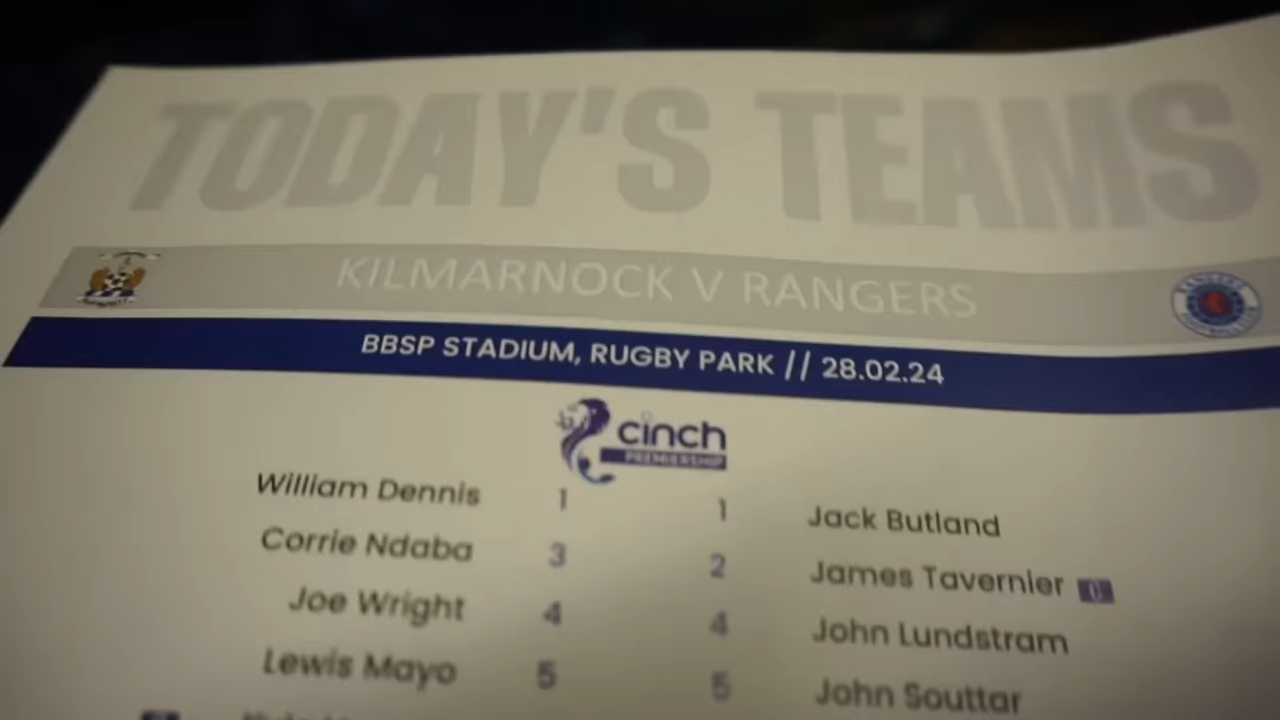 TODAY'S TEAMS
KILMARNOCK V RANGERS
BBSP STADIUM, RUGBY PARK // 28.02.24
cinch
PREMIERSHIP
William Dennis 1 1 Jack Butland
Corrie Ndaba 3 2 James Tavernier
Joe Wright 4 4 John Lundstram
Lewis Mayo 5 5 John Souttar